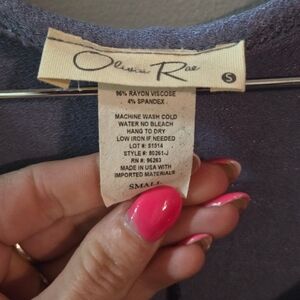 Olivia Rae
S
96% RAYON VISCOSE
4% SPANDEX
MACHINE WASH COLD
WATER NO BLEACH
HANG TO DRY
LOW IRON IF NEEDED
LOT #: 51514
STYLE #: 80261-J
RN #: 96263
MADE IN USA WITH
IMPORTED MATERIALS
SMALL